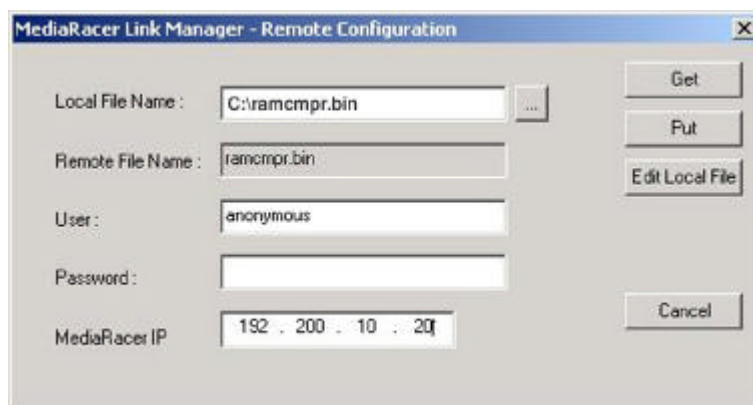 MediaRacer Link Manager - Remote Configuration
Local File Name :
C:\ramcmpr.bin
...
Get
Put
Remote File Name :
ramcmpr.bin
Edit Local File
User :
anonymous
Password :
MediaRacer IP
192 . 200 . 10 . 20
Cancel